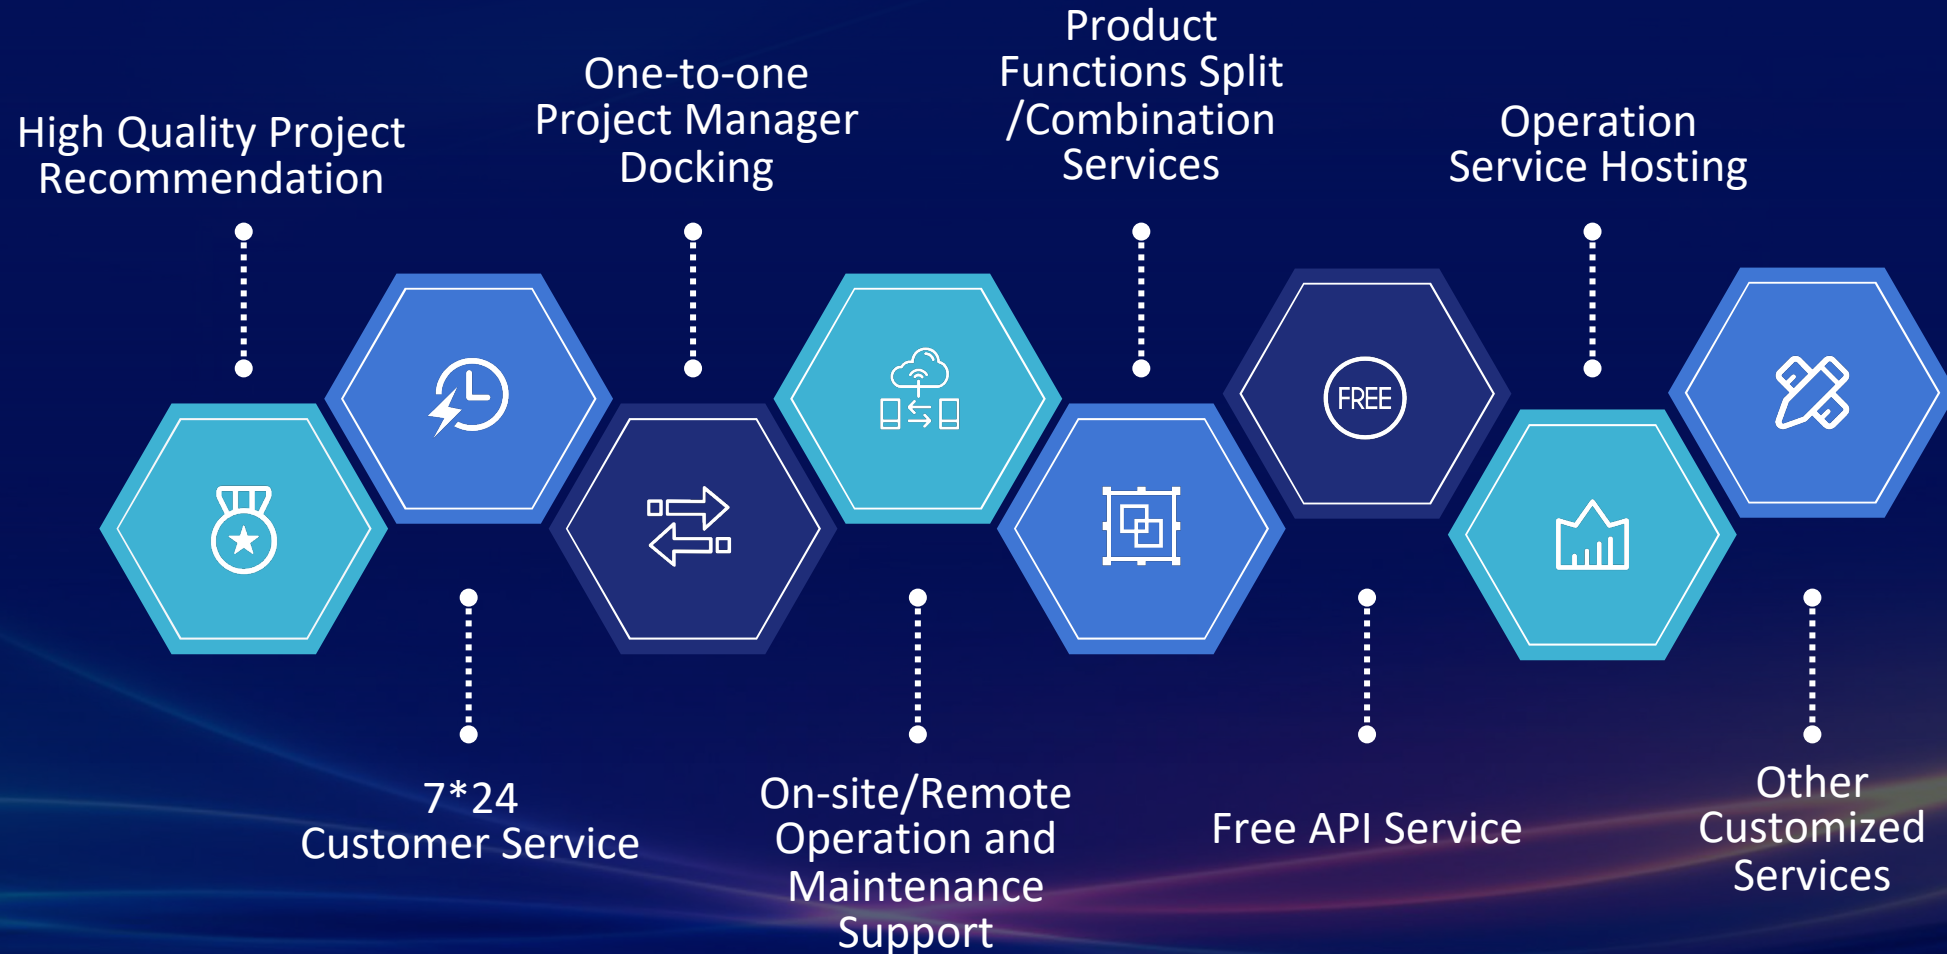 High Quality Project
Recommendation
One-to-one
Project Manager
Docking
Product
Functions Split
/Combination
Services
Operation
Service Hosting
FREE
7*24
Customer Service
On-site/Remote
Operation and
Maintenance
Support
Free API Service
Other
Customized
Services